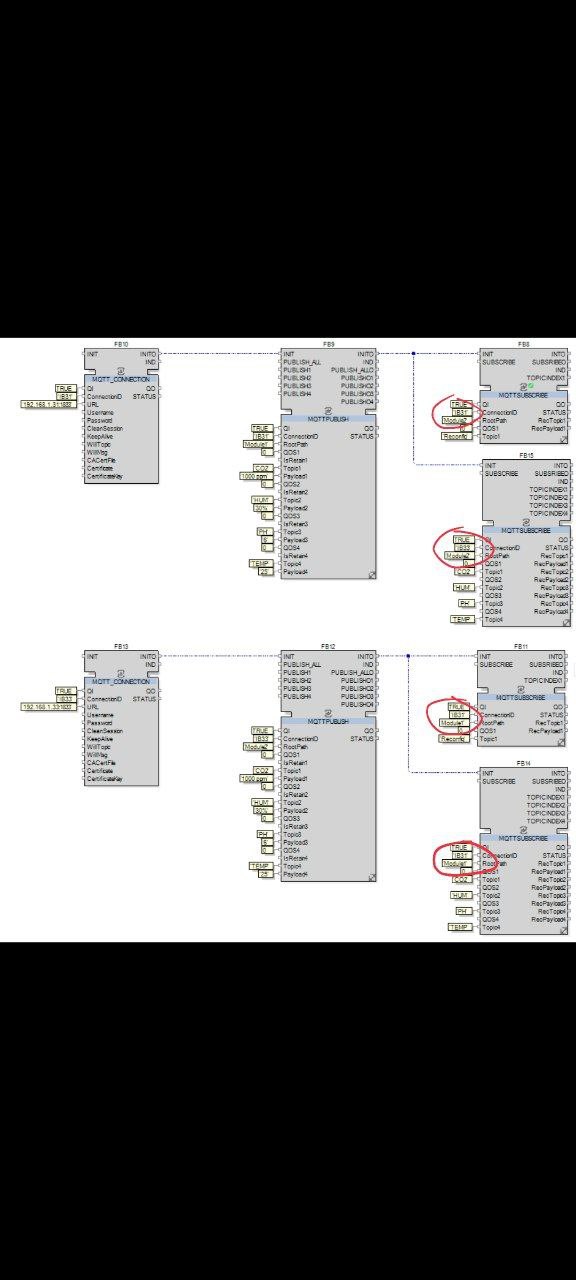 FB10
INIT INITO
IND
MQTT_CONNECTION
TRUE QI QO
'IB31' ConnectionID STATUS
URL
Username
Password
CleanSession
KeepAlive
WillTopic
WillMsg
CACertFile
Certificate
CertificateKey
FB9
INIT INITO
PUBLISH_ALL IND
PUBLISH1 PUBLISH_ALLO
PUBLISH2 PUBLISHO1
PUBLISH3 PUBLISHO2
PUBLISH4 PUBLISHO3
PUBLISHO4
MQTTPUBLISH
TRUE QI QO
'IB31' ConnectionID STATUS
'Module1' RootPath
0 QOS1
IsRetain1
'CO2' Topic1
'1000 ppm' Payload1
0 QOS2
IsRetain2
'HUM' Topic2
'30%' Payload2
0 QOS3
IsRetain3
'PH' Topic3
'6' Payload3
0 QOS4
IsRetain4
'TEMP' Topic4
'25' Payload4
FB8
INIT INITO
SUBSCRIBE SUBSRIBED
IND
TOPICINDEX1
MQTTSUBSCRIBE
TRUE QI QO
'IB31' ConnectionID STATUS
'Module2' RootPath RecTopic1
0 QOS1 RecPayload1
'Reconfig' Topic1
FB15
INIT INITO
SUBSCRIBE SUBSRIBED
IND
TOPICINDEX1
TOPICINDEX2
TOPICINDEX3
TOPICINDEX4
MQTTSUBSCRIBE
TRUE QI QO
'IB33' ConnectionID STATUS
'Module2' RootPath RecTopic1
0 QOS1 RecPayload1
'CO2' Topic1 RecTopic2
QOS2 RecPayload2
'HUM' Topic2 RecTopic3
QOS3 RecPayload3
'PH' Topic3 RecTopic4
QOS4 RecPayload4
'TEMP' Topic4
FB13
INIT INITO
IND
MQTT_CONNECTION
TRUE QI QO
'IB33' ConnectionID STATUS
URL
Username
Password
CleanSession
KeepAlive
WillTopic
WillMsg
CACertFile
Certificate
CertificateKey
FB12
INIT INITO
PUBLISH_ALL IND
PUBLISH1 PUBLISH_ALLO
PUBLISH2 PUBLISHO1
PUBLISH3 PUBLISHO2
PUBLISH4 PUBLISHO3
PUBLISHO4
MQTTPUBLISH
TRUE QI QO
'IB33' ConnectionID STATUS
'Module2' RootPath
0 QOS1
IsRetain1
'CO2' Topic1
'1000 ppm' Payload1
0 QOS2
IsRetain2
'HUM' Topic2
'30%' Payload2
0 QOS3
IsRetain3
'PH' Topic3
'6' Payload3
0 QOS4
IsRetain4
'TEMP' Topic4
'25' Payload4
FB11
INIT INITO
SUBSCRIBE SUBSRIBED
IND
TOPICINDEX1
MQTTSUBSCRIBE
TRUE QI QO
'IB31' ConnectionID STATUS
'Module1' RootPath RecTopic1
0 QOS1 RecPayload1
'Reconfig' Topic1
FB14
INIT INITO
SUBSCRIBE SUBSRIBED
IND
TOPICINDEX1
TOPICINDEX2
TOPICINDEX3
TOPICINDEX4
MQTTSUBSCRIBE
TRUE QI QO
'IB31' ConnectionID STATUS
'Module1' RootPath RecTopic1
0 QOS1 RecPayload1
'CO2' Topic1 RecTopic2
QOS2 RecPayload2
'HUM' Topic2 RecTopic3
QOS3 RecPayload3
'PH' Topic3 RecTopic4
QOS4 RecPayload4
'TEMP' Topic4